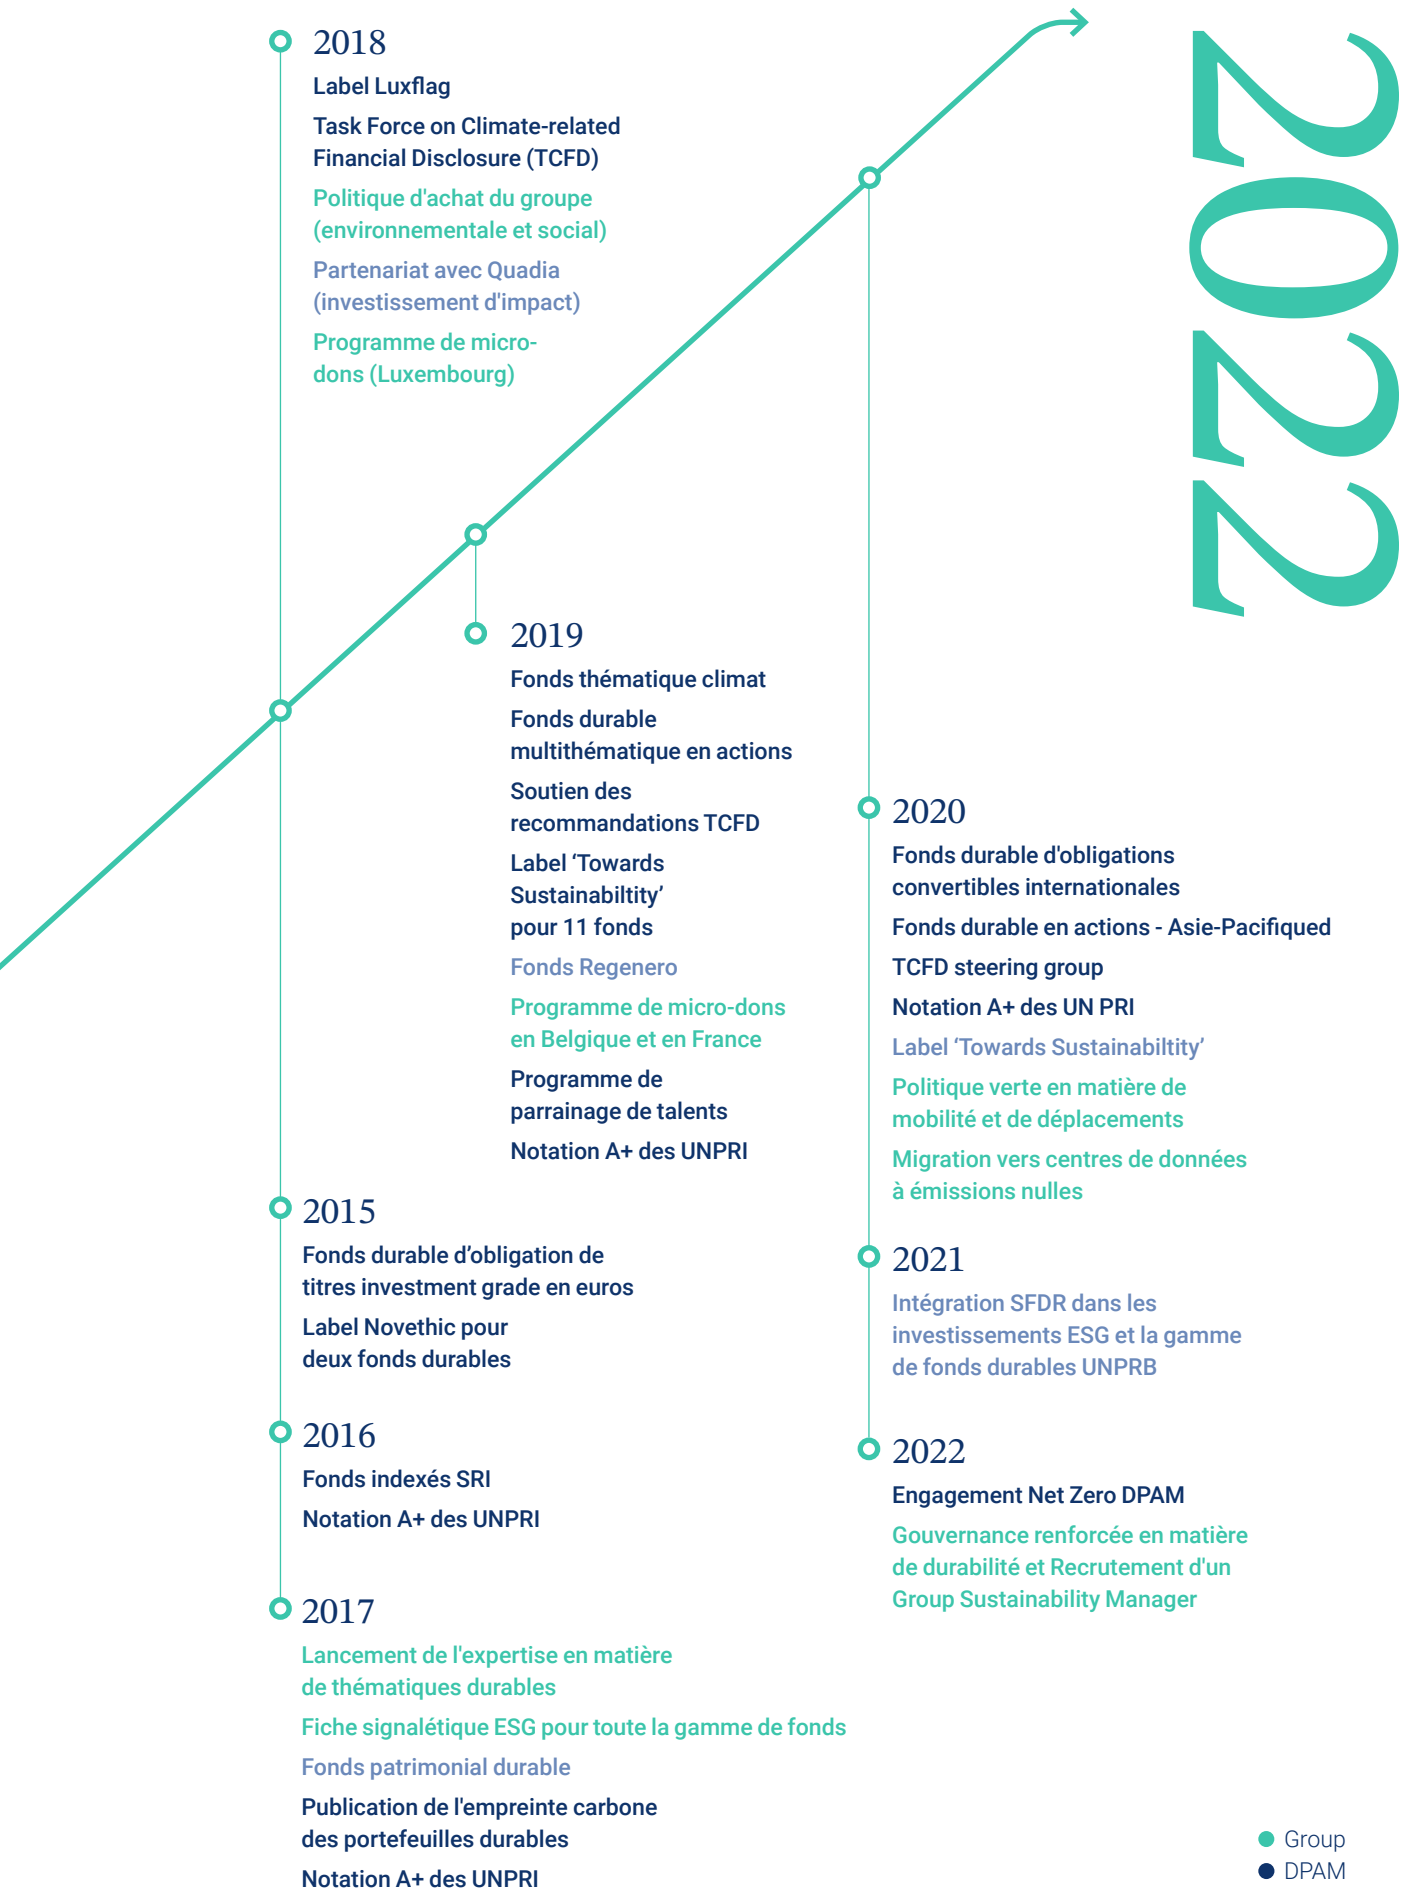 2018
Label Luxflag
Task Force on Climate-related
Financial Disclosure (TCFD)
Politique d'achat du groupe
(environnementale et social)
Partenariat avec Quadia
(investissement d'impact)
Programme de micro-
dons (Luxembourg)
2022
2019
Fonds thématique climat
Fonds durable
multithématique en actions
Soutien des
recommandations TCFD
Label ‘Towards
Sustainabiltity’
pour 11 fonds
Fonds Regenero
Programme de micro-dons
en Belgique et en France
Programme de
parrainage de talents
Notation A+ des UNPRI
2020
Fonds durable d'obligations
convertibles internationales
Fonds durable en actions - Asie-Pacifiqued
TCFD steering group
Notation A+ des UN PRI
Label ‘Towards Sustainabiltity’
Politique verte en matière de
mobilité et de déplacements
Migration vers centres de données
à émissions nulles
2015
Fonds durable d’obligation de
titres investment grade en euros
Label Novethic pour
deux fonds durables
2016
Fonds indexés SRI
Notation A+ des UNPRI
2017
Lancement de l'expertise en matière
de thématiques durables
Fiche signalétique ESG pour toute la gamme de fonds
Fonds patrimonial durable
Publication de l'empreinte carbone
des portefeuilles durables
Notation A+ des UNPRI
2021
Intégration SFDR dans les
investissements ESG et la gamme
de fonds durables UNPRB
2022
Engagement Net Zero DPAM
Gouvernance renforcée en matière
de durabilité et Recrutement d'un
Group Sustainability Manager
Group
DPAM